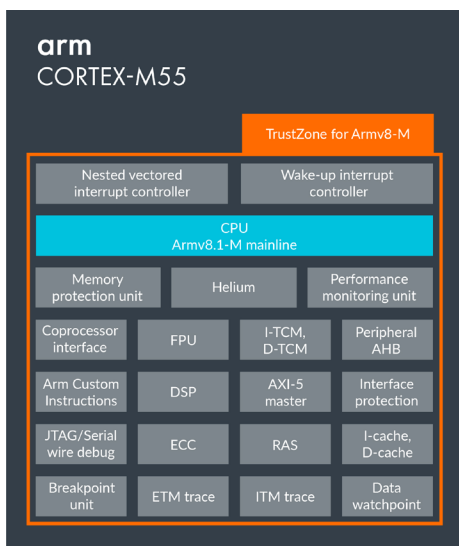 arm
CORTEX-M55
TrustZone for Armv8-M
Nested vectored
interrupt controller
Wake-up interrupt
controller
CPU
Armv8.1-M mainline
Memory
protection unit
Helium
Performance
monitoring unit
Coprocessor
interface
FPU
I-TCM,
D-TCM
Peripheral
AHB
Arm Custom
Instructions
DSP
AXI-5
master
Interface
protection
JTAG/Serial
wire debug
ECC
RAS
I-cache,
D-cache
Breakpoint
unit
ETM trace
ITM trace
Data
watchpoint